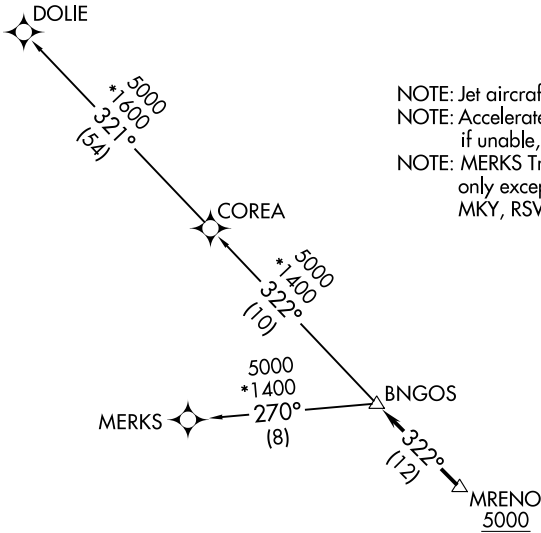 DOLIE
5000
*1600
321°
(54)
NOTE: Jet aircraf
NOTE: Accelerate
if unable,
NOTE: MERKS Tr
only excep
MKY, RSV
COREA
5000
*1400
322°
(10)
5000
*1400
270°
(8)
MERKS
BNGOS
322°
(12)
MRENO
5000